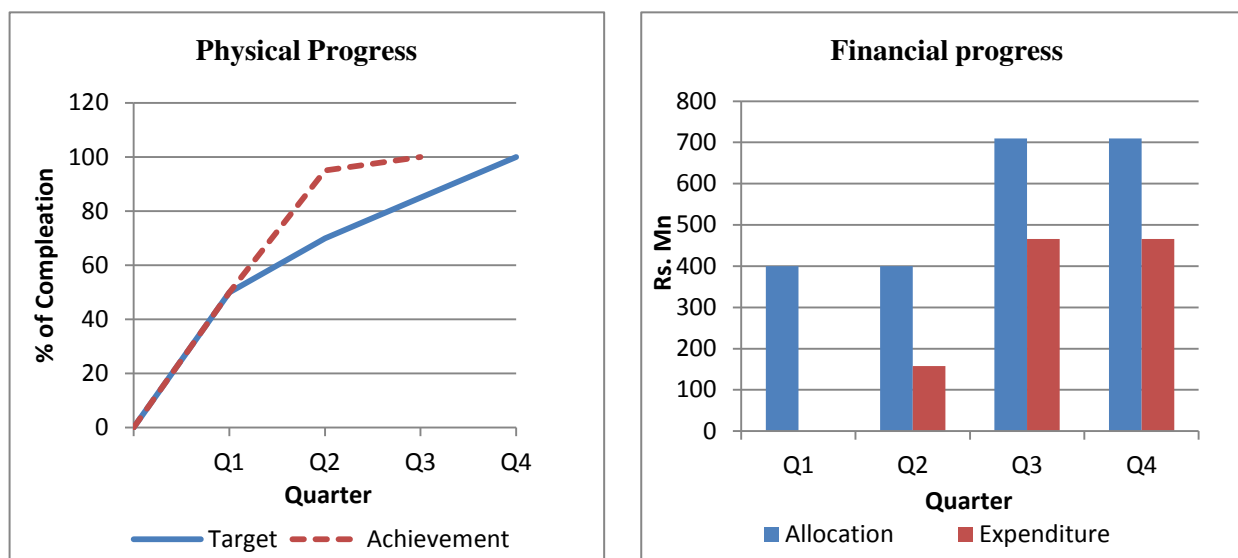 Physical Progress
120
100
80
60
40
20
0
% of Compleation
Q1 Q2 Q3 Q4
Quarter
Target Achievement
Financial progress
800
700
600
500
400
300
200
100
0
Rs. Mn
Q1 Q2 Q3 Q4
Quarter
Allocation Expenditure